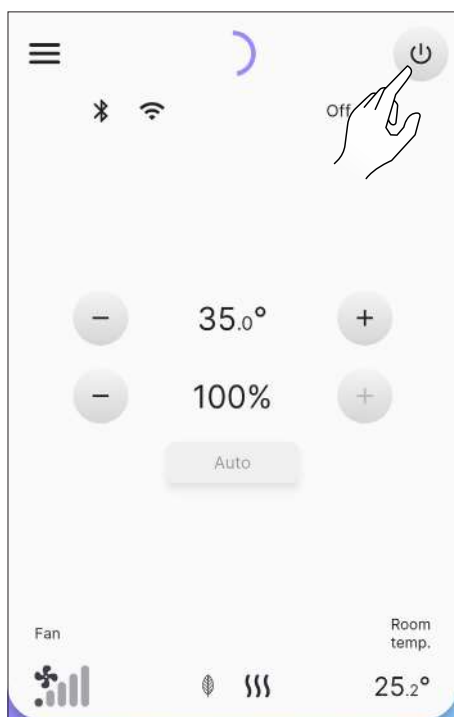 Off
− 35.0° +
− 100% +
Auto
Fan
Room
temp.
25.2°